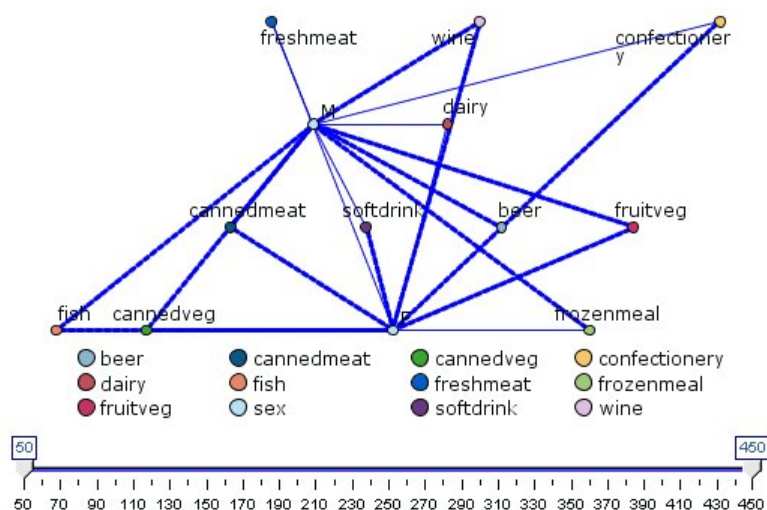 freshmeat
wine
confectioner
y
M
dairy
cannedmeat
softdrink
beer
fruitveg
fish
cannedveg
F
frozenmeal
beer cannedmeat cannedveg confectionery
dairy fish freshmeat frozenmeal
fruitveg sex softdrink wine
50 450
50 70 90 110 130 150 170 190 210 230 250 270 290 310 330 350 370 390 410 430 450